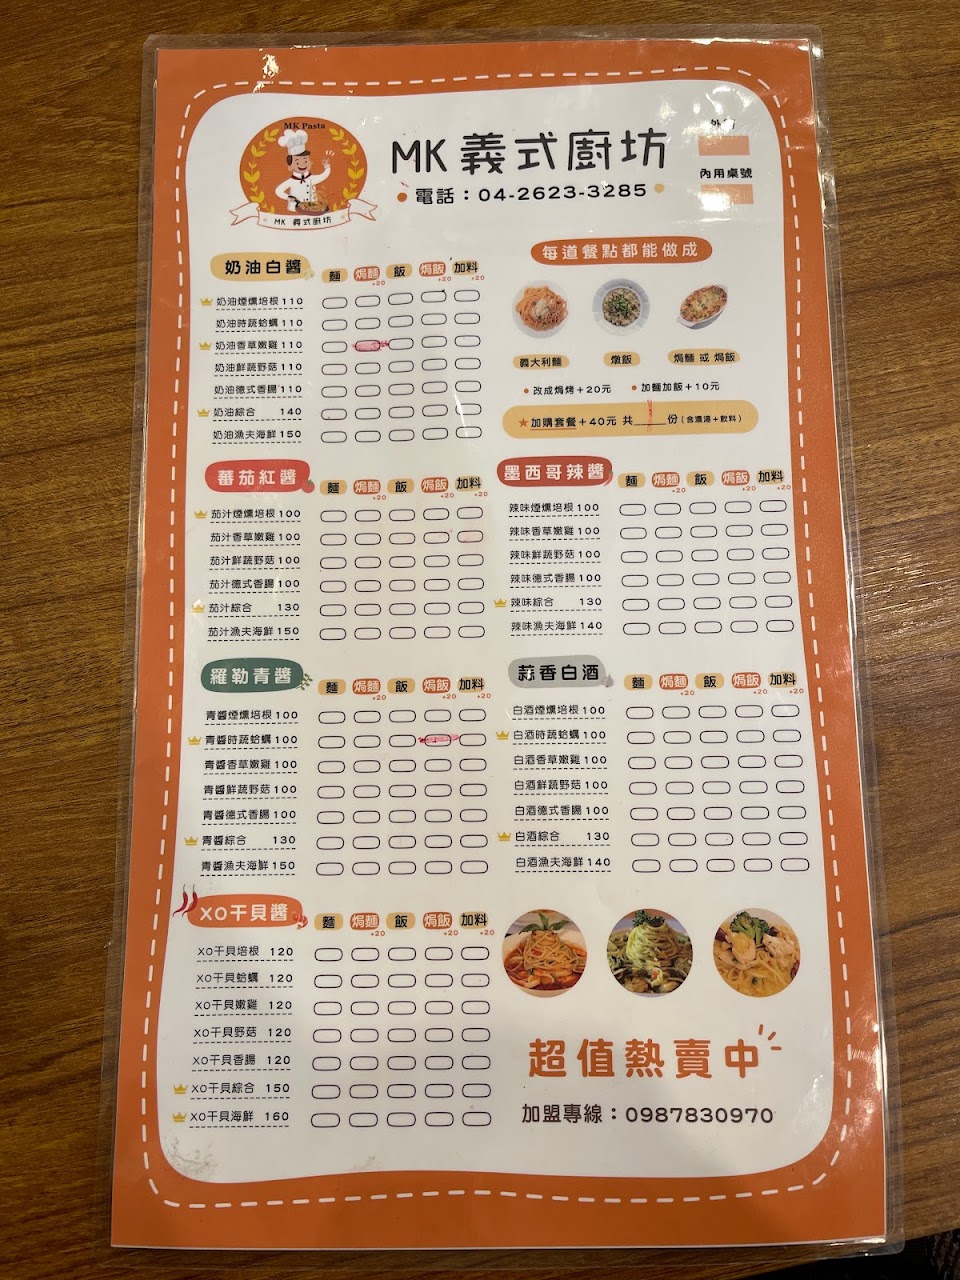 MK Pasta
MK 義式廚坊
MK 義式廚坊
電話：04-2623-3285
內用桌號
每道餐點都能做成
義大利麵 燉飯 焗麵 或 焗飯
• 改成焗烤+20元 • 加麵加飯+10元
★加購套餐+40元 共____份(含濃湯+飲料)
奶油白醬 麵 焗麵+20 飯 焗飯+20 加料+20
奶油煙燻培根 110
奶油時蔬蛤蠣 110
奶油香草嫩雞 110
奶油鮮蔬野菇 110
奶油德式香腸 110
奶油綜合 140
奶油漁夫海鮮 150
蕃茄紅醬 麵 焗麵+20 飯 焗飯+20 加料+20
茄汁煙燻培根 100
茄汁香草嫩雞 100
茄汁鮮蔬野菇 100
茄汁德式香腸 100
茄汁綜合 130
茄汁漁夫海鮮 150
墨西哥辣醬 麵 焗麵+20 飯 焗飯+20 加料+20
辣味煙燻培根 100
辣味香草嫩雞 100
辣味鮮蔬野菇 100
辣味德式香腸 100
辣味綜合 130
辣味漁夫海鮮 140
羅勒青醬 麵 焗麵+20 飯 焗飯+20 加料+20
青醬煙燻培根 100
青醬時蔬蛤蠣 100
青醬香草嫩雞 100
青醬鮮蔬野菇 100
青醬德式香腸 100
青醬綜合 130
青醬漁夫海鮮 150
蒜香白酒 麵 焗麵+20 飯 焗飯+20 加料+20
白酒煙燻培根 100
白酒時蔬蛤蠣 100
白酒香草嫩雞 100
白酒鮮蔬野菇 100
白酒德式香腸 100
白酒綜合 130
白酒漁夫海鮮 140
XO干貝醬 麵 焗麵+20 飯 焗飯+20 加料+20
XO干貝培根 120
XO干貝蛤蠣 120
XO干貝嫩雞 120
XO干貝野菇 120
XO干貝香腸 120
XO干貝綜合 150
XO干貝海鮮 160
超值熱賣中
加盟專線：0987830970